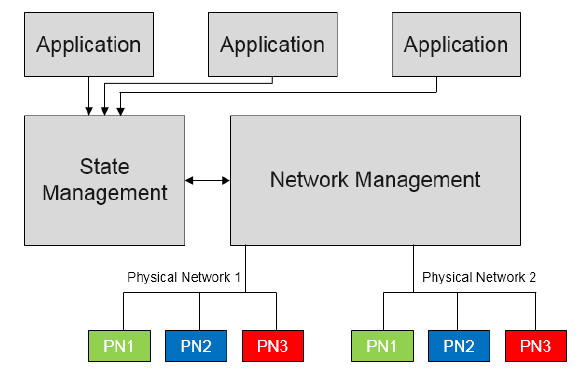 Application
Application
Application
State
Management
Network Management
Physical Network 1
Physical Network 2
PN1
PN2
PN3
PN1
PN2
PN3